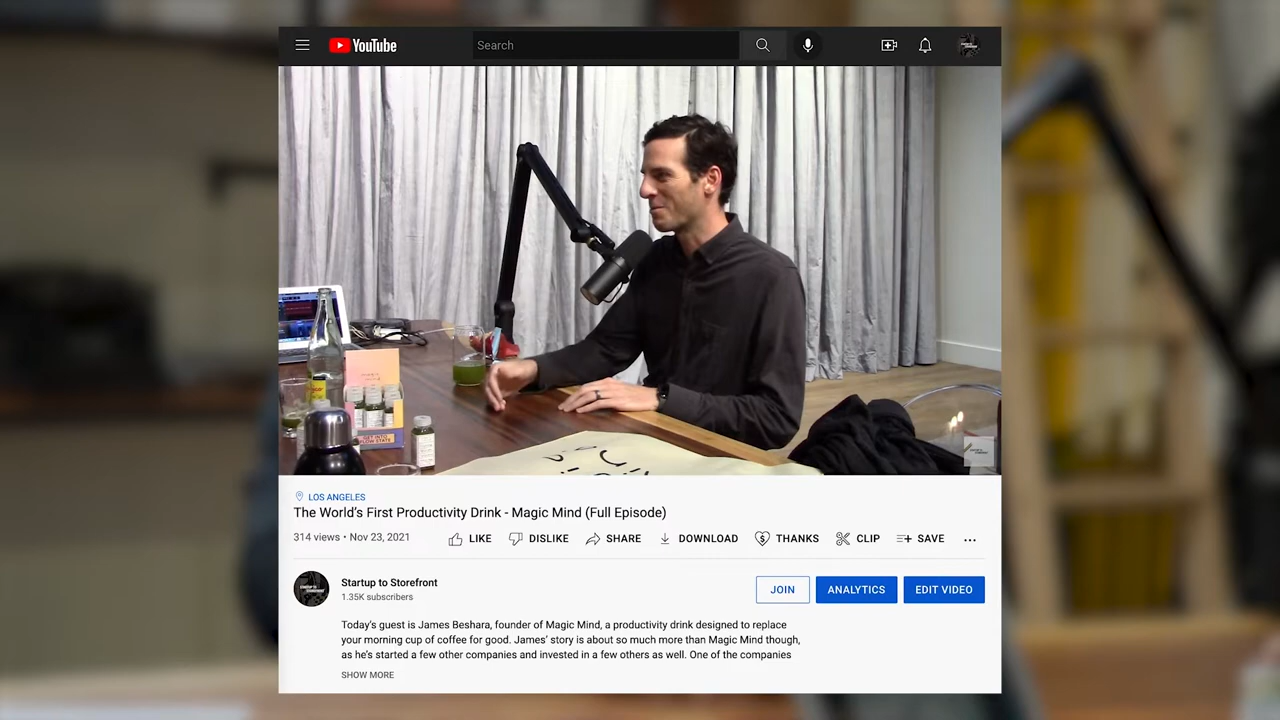 YouTube
Search
GET INTO
FLOW STATE
LOS ANGELES
The World's First Productivity Drink - Magic Mind (Full Episode)
314 views • Nov 23, 2021
LIKE
DISLIKE
SHARE
DOWNLOAD
THANKS
CLIP
SAVE
Startup to Storefront
1.35K subscribers
JOIN
ANALYTICS
EDIT VIDEO
Today's guest is James Beshara, founder of Magic Mind, a productivity drink designed to replace
your morning cup of coffee for good. James' story is about so much more than Magic Mind though,
as he's started a few other companies and invested in a few others as well. One of the companies
SHOW MORE